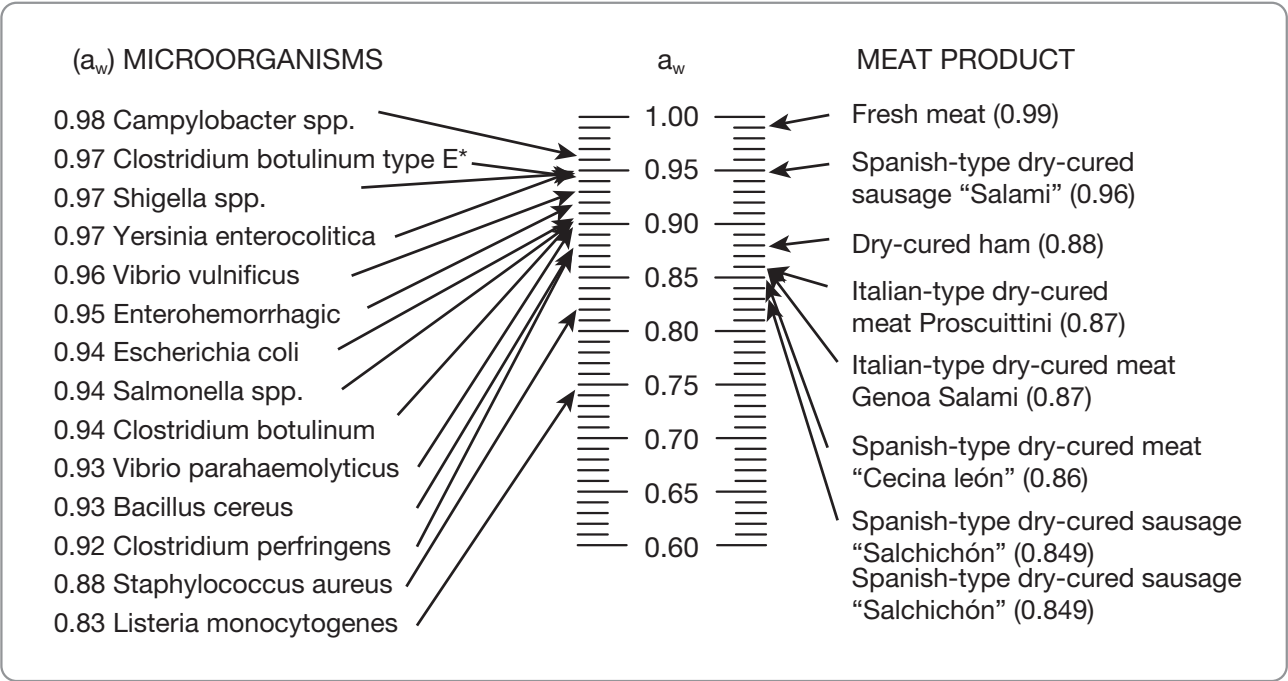 (aw) MICROORGANISMS
0.98 Campylobacter spp.
0.97 Clostridium botulinum type E*
0.97 Shigella spp.
0.97 Yersinia enterocolitica
0.96 Vibrio vulnificus
0.95 Enterohemorrhagic
0.94 Escherichia coli
0.94 Salmonella spp.
0.94 Clostridium botulinum
0.93 Vibrio parahaemolyticus
0.93 Bacillus cereus
0.92 Clostridium perfringens
0.88 Staphylococcus aureus
0.83 Listeria monocytogenes
aw
1.00
0.95
0.90
0.85
0.80
0.75
0.70
0.65
0.60
MEAT PRODUCT
Fresh meat (0.99)
Spanish-type dry-cured
sausage “Salami” (0.96)
Dry-cured ham (0.88)
Italian-type dry-cured
meat Proscuittini (0.87)
Italian-type dry-cured meat
Genoa Salami (0.87)
Spanish-type dry-cured meat
“Cecina león” (0.86)
Spanish-type dry-cured sausage
“Salchichón” (0.849)
Spanish-type dry-cured sausage
“Salchichón” (0.849)